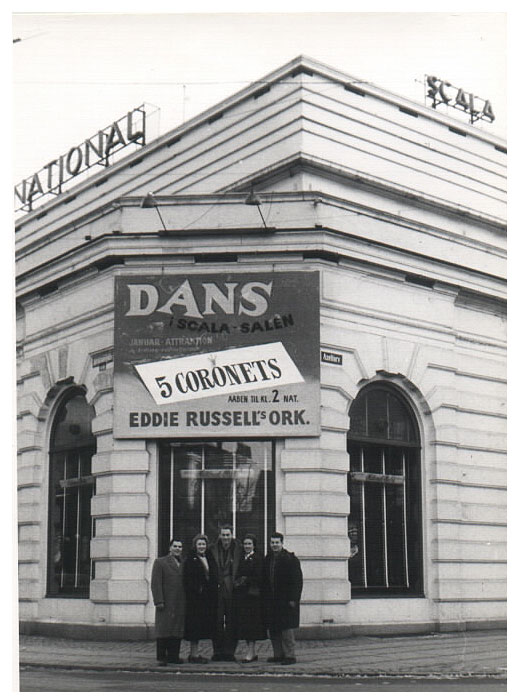 NATIONAL
SCALA
DANS
i SCALA-SALEN
JANUAR-ATTRAKTION
5 CORONETS
AABEN TIL KL. 2 NAT.
EDDIE RUSSELL'S ORK.